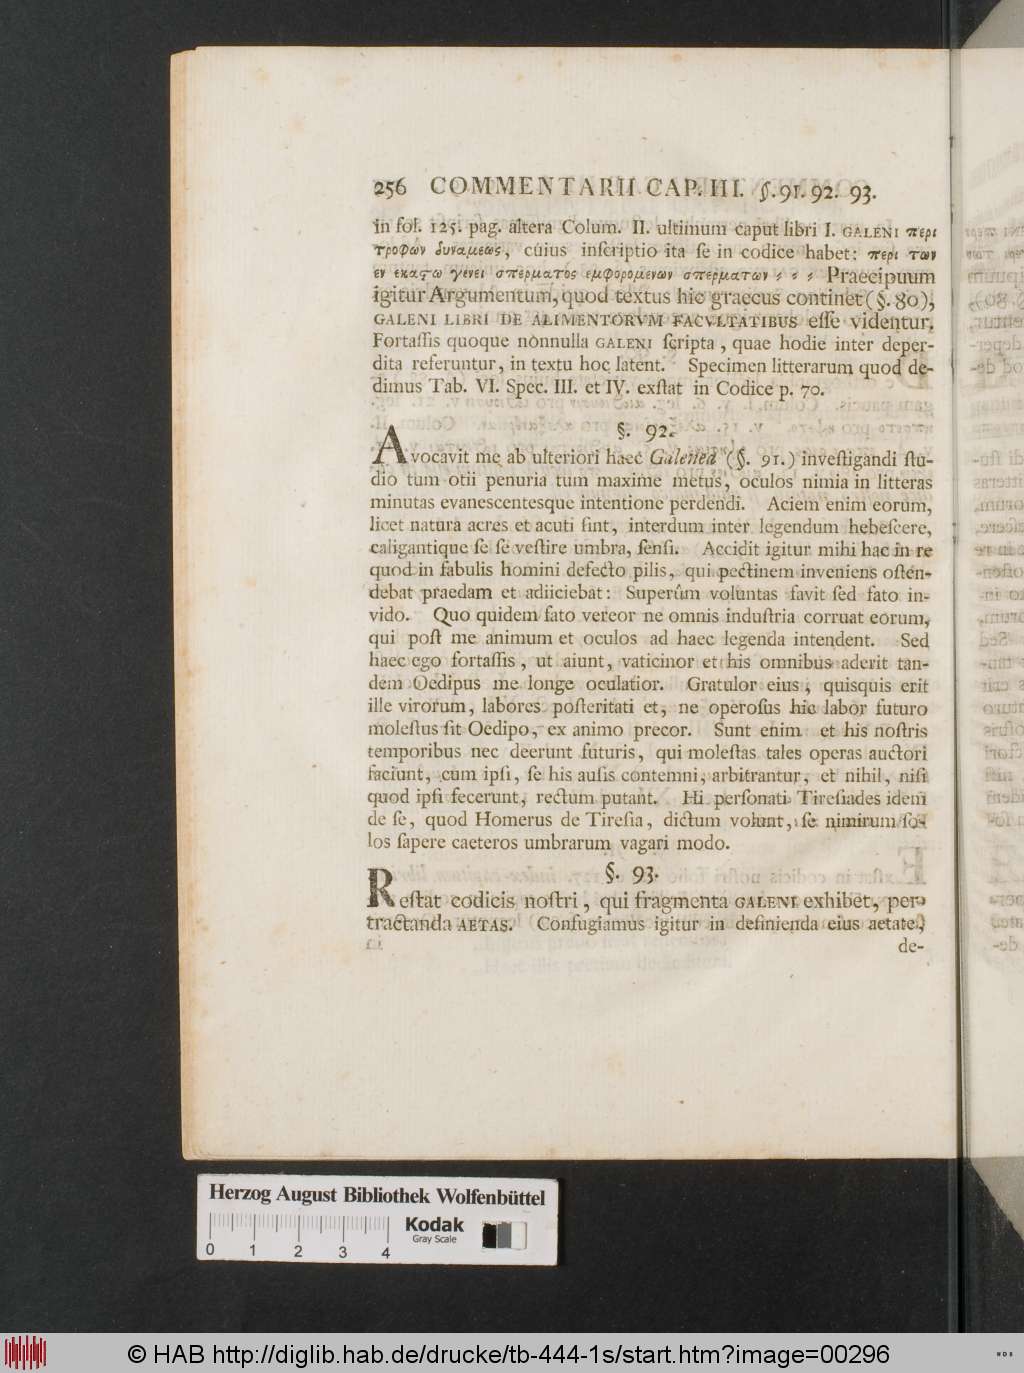 256 COMMENTARII CAP. III. §. 91. 92. 93.
in fol. 125. pag. altera Colum. II. ultimum caput libri I. GALENI περι
τροφων δυναμεως, cuius inſcriptio ita ſe in codice habet: περι των
εν εκαϛω γενει σπερματος εμφορομενων σπερματων Praecipuum
igitur Argumentum, quod textus hic graecus continet (§. 80),
GALENI LIBRI DE ALIMENTORVM FACVLTATIBUS eſſe videntur.
Fortaſſis quoque nonnulla GALENI ſcripta, quae hodie inter deper-
dita referuntur, in textu hoc latent. Specimen litterarum quod de-
dimus Tab. VI. Spec. III. et IV. exſtat in Codice p. 70.
§. 92.
Avocavit me ab ulteriori haec Galenea (§. 91.) inveſtigandi ſtu-
dio tum otii penuria tum maxime metus, oculos nimia in litteras
minutas evanescentesque intentione perdendi. Aciem enim eorum,
licet natura acres et acuti ſint, interdum inter legendum hebeſcere,
caligantique ſe ſe veſtire umbra, ſenſi. Accidit igitur mihi hac in re
quod in fabulis homini defecto pilis, qui pectinem inveniens oſten-
debat praedam et adiiciebat: Superûm voluntas favit ſed fato in-
vido. Quo quidem fato vereor ne omnis induſtria corruat eorum,
qui poſt me animum et oculos ad haec legenda intendent. Sed
haec ego fortaſſis, ut aiunt, vaticinor et his omnibus aderit tan-
dem Oedipus me longe oculatior. Gratulor eius, quisquis erit
ille virorum, labores poſteritati et, ne operoſus hic labor futuro
moleſtus ſit Oedipo, ex animo precor. Sunt enim et his noſtris
temporibus nec deerunt futuris, qui moleſtas tales operas auctori
faciunt, cum ipſi, ſe his auſis contemni, arbitrantur, et nihil, niſi
quod ipſi fecerunt, rectum putant. Hi perſonati Tireſiades idem
de ſe, quod Homerus de Tireſia, dictum volunt, ſe nimirum ſo-
los ſapere caeteros umbrarum vagari modo.
§. 93.
Reſtat codicis noſtri, qui fragmenta GALENI exhibet, per-
tractanda AETAS. Confugiamus igitur in definienda eius aetate,
de-
Herzog August Bibliothek Wolfenbüttel
Kodak
Gray Scale
0 1 2 3 4
© HAB http://diglib.hab.de/drucke/tb-444-1s/start.htm?image=00296